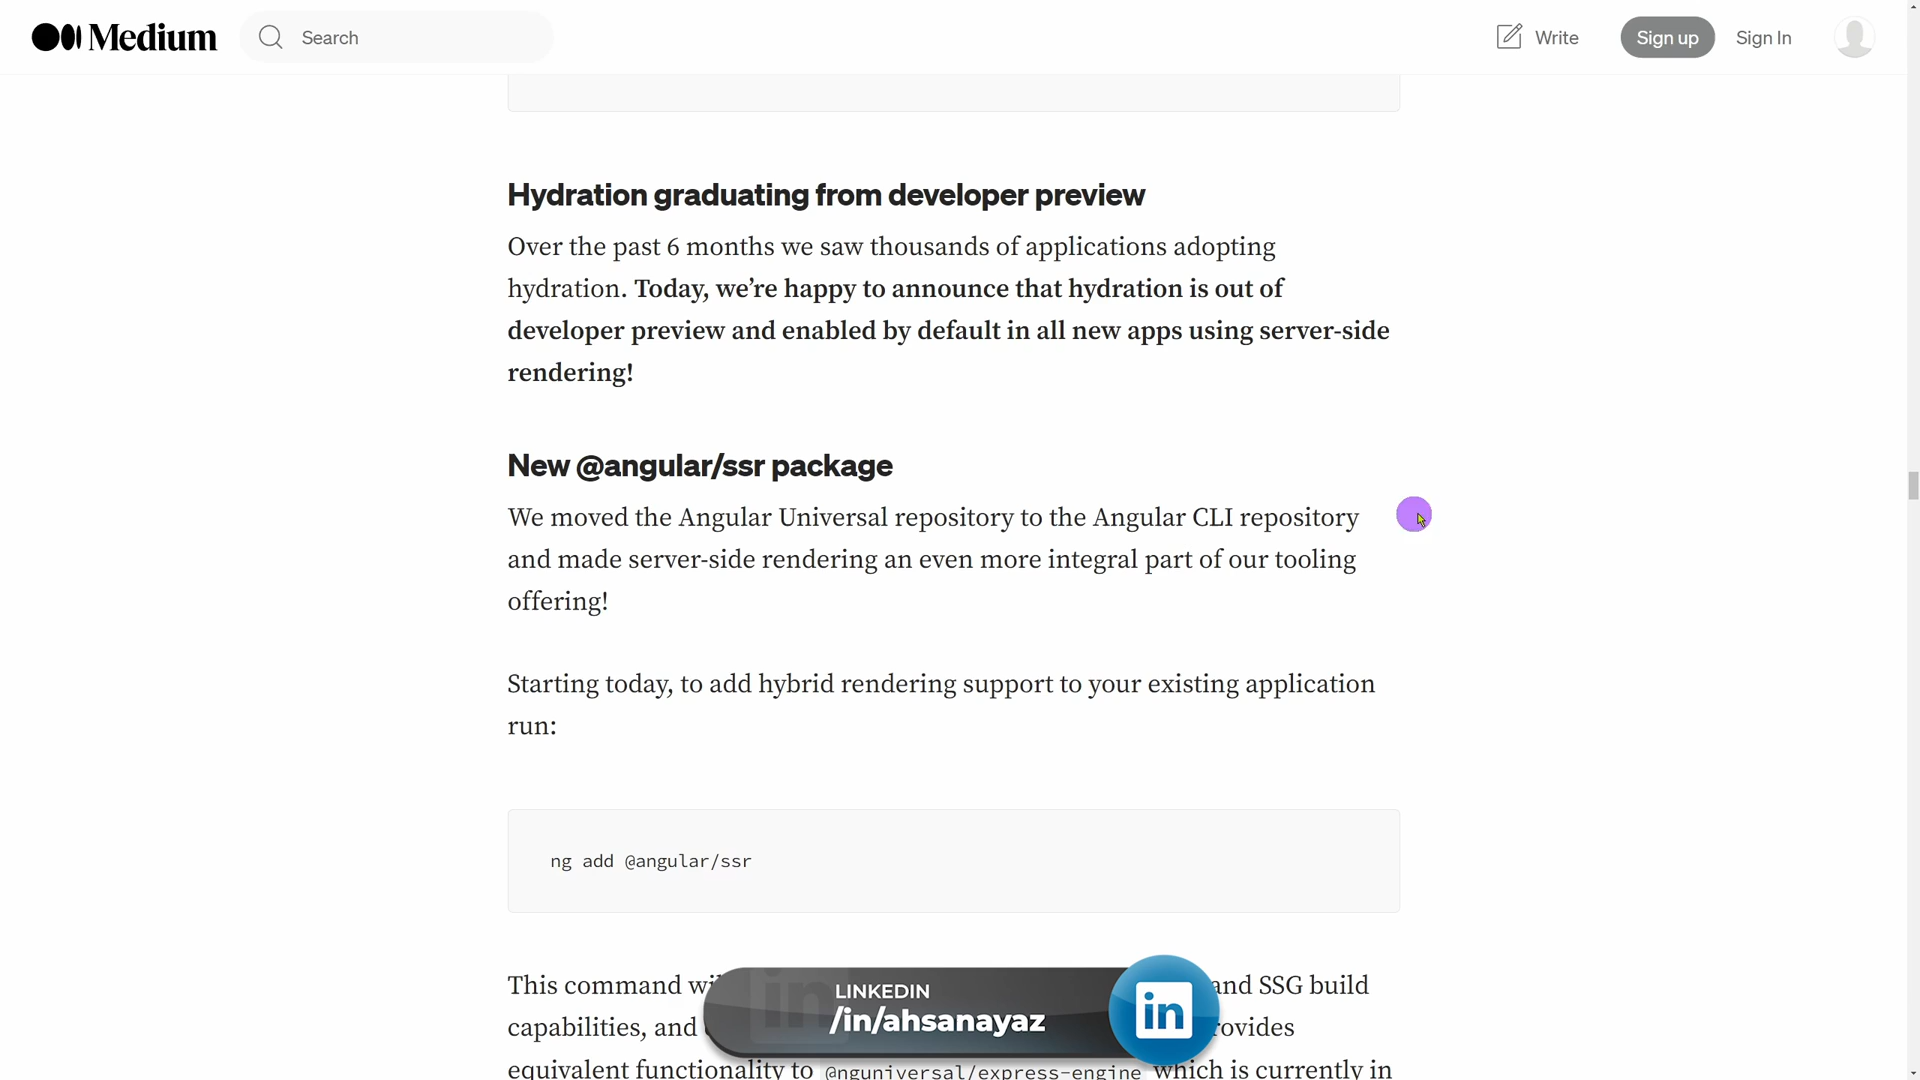 Medium
Search
Write
Sign up
Sign In
Hydration graduating from developer preview
Over the past 6 months we saw thousands of applications adopting
hydration. Today, we're happy to announce that hydration is out of
developer preview and enabled by default in all new apps using server-side
rendering!
New @angular/ssr package
We moved the Angular Universal repository to the Angular CLI repository
and made server-side rendering an even more integral part of our tooling
offering!
Starting today, to add hybrid rendering support to your existing application
run:
ng add @angular/ssr
This command and SSG build
capabilities, and
equivalent functionality to @nguniversal/express-engine which is currently in
LINKEDIN
/in/ahsanayaz
in